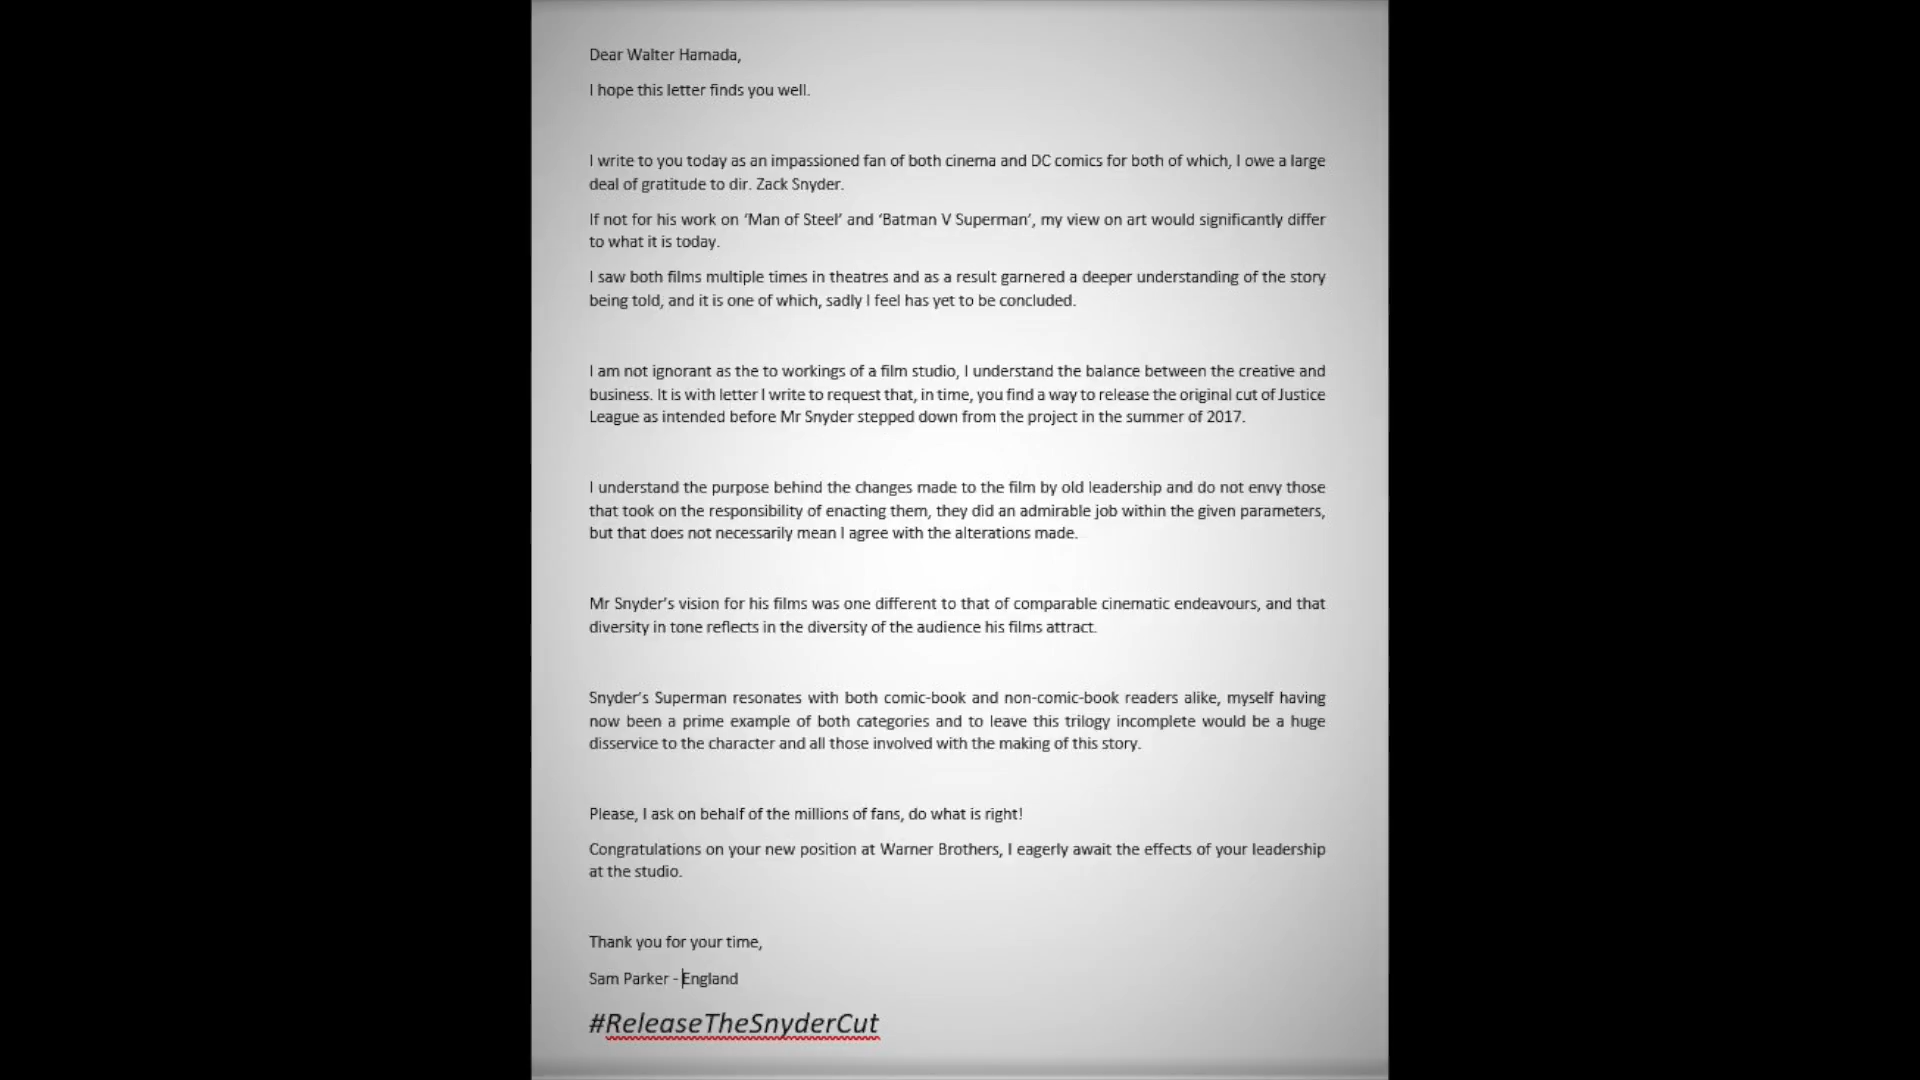 Dear Walter Hamada,
I hope this letter finds you well.
I write to you today as an impassioned fan of both cinema and DC comics for both of which, I owe a large
deal of gratitude to dir. Zack Snyder.
If not for his work on ‘Man of Steel’ and ‘Batman V Superman’, my view on art would significantly differ
to what it is today.
I saw both films multiple times in theatres and as a result garnered a deeper understanding of the story
being told, and it is one of which, sadly I feel has yet to be concluded.
I am not ignorant as the to workings of a film studio, I understand the balance between the creative and
business. It is with letter I write to request that, in time, you find a way to release the original cut of Justice
League as intended before Mr Snyder stepped down from the project in the summer of 2017.
I understand the purpose behind the changes made to the film by old leadership and do not envy those
that took on the responsibility of enacting them, they did an admirable job within the given parameters,
but that does not necessarily mean I agree with the alterations made.
Mr Snyder’s vision for his films was one different to that of comparable cinematic endeavours, and that
diversity in tone reflects in the diversity of the audience his films attract.
Snyder’s Superman resonates with both comic-book and non-comic-book readers alike, myself having
now been a prime example of both categories and to leave this trilogy incomplete would be a huge
disservice to the character and all those involved with the making of this story.
Please, I ask on behalf of the millions of fans, do what is right!
Congratulations on your new position at Warner Brothers, I eagerly await the effects of your leadership
at the studio.
Thank you for your time,
Sam Parker - England
#ReleaseTheSnyderCut